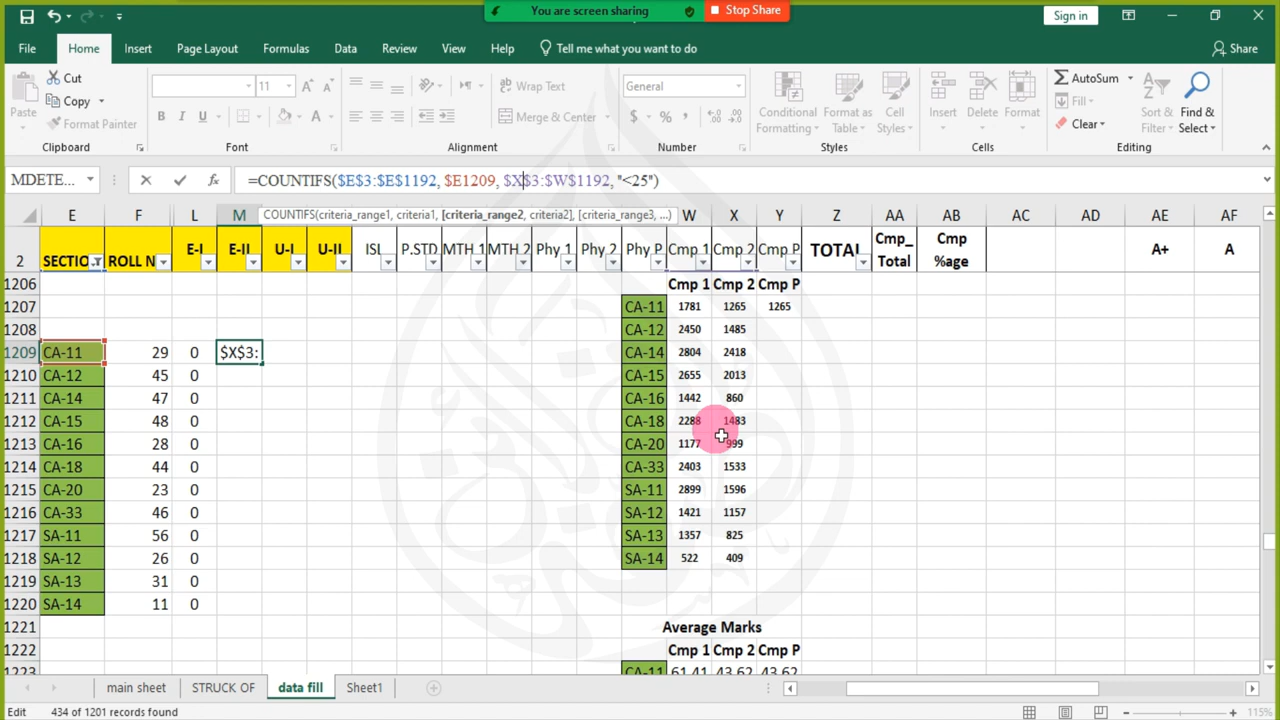 You are screen sharing Stop Share
Sign in
File Home Insert Page Layout Formulas Data Review View Help Tell me what you want to do Share
Cut
Copy
Format Painter
Paste
11
Wrap Text
Merge & Center
General
Conditional Formatting
Format as Table
Cell Styles
Insert
Delete
Format
AutoSum
Fill
Clear
Sort & Filter
Find & Select
Clipboard Font Alignment Number Styles Cells Editing
MDETE... =COUNTIFS($E$3:$E$1192, $E1209, $X$3:$W$1192, "<25")
COUNTIFS(criteria_range1, criteria1, [criteria_range2, criteria2], [criteria_range3, ...)
E F L M W X Y Z AA AB AC AD AE AF
2 SECTIO ROLL N E-I E-II U-I U-II ISL P.STD MTH 1 MTH 2 Phy 1 Phy 2 Phy P Cmp 1 Cmp 2 Cmp P TOTAL Cmp_ Total Cmp %age A+ A
1206 Cmp 1 Cmp 2 Cmp P
1207 CA-11 1781 1265 1265
1208 CA-12 2450 1485
1209 CA-11 29 0 $X$3: CA-14 2804 2418
1210 CA-12 45 0 CA-15 2655 2013
1211 CA-14 47 0 CA-16 1442 860
1212 CA-15 48 0 CA-18 2288 1483
1213 CA-16 28 0 CA-20 1177 999
1214 CA-18 44 0 CA-33 2403 1533
1215 CA-20 23 0 SA-11 2899 1596
1216 CA-33 46 0 SA-12 1421 1157
1217 SA-11 56 0 SA-13 1357 825
1218 SA-12 26 0 SA-14 522 409
1219 SA-13 31 0
1220 SA-14 11 0
1221 Average Marks
1222 Cmp 1 Cmp 2 Cmp P
1223 CA-11 61.41 43.62 43.62
main sheet STRUCK OF data fill Sheet1
Edit 434 of 1201 records found 115%